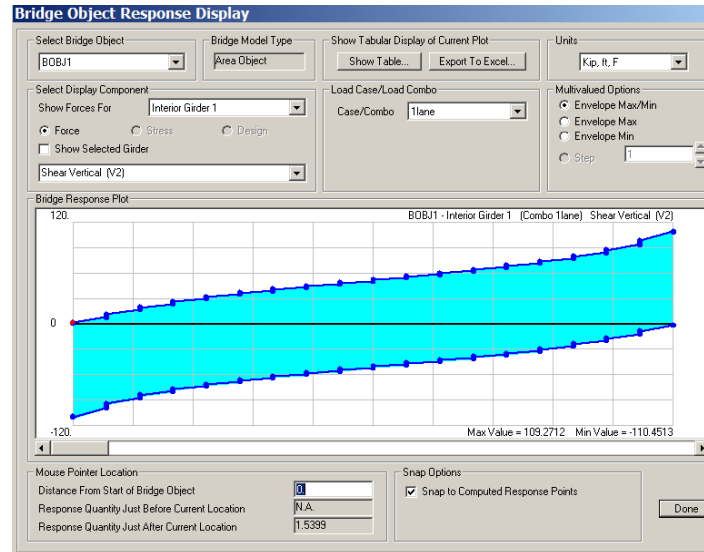 Bridge Object Response Display
Select Bridge Object
BOBJ1
Bridge Model Type
Area Object
Show Tabular Display of Current Plot
Show Table...
Export To Excel...
Units
Kip, ft, F
Select Display Component
Show Forces For
Interior Girder 1
Force
Stress
Design
Show Selected Girder
Shear Vertical (V2)
Load Case/Load Combo
Case/Combo
1lane
Multivalued Options
Envelope Max/Min
Envelope Max
Envelope Min
Step
1
Bridge Response Plot
120.
BOBJ1 - Interior Girder 1 (Combo 1lane) Shear Vertical (V2)
0
-120.
Max Value = 109.2712 Min Value = -110.4513
Mouse Pointer Location
Distance From Start of Bridge Object
0.
Response Quantity Just Before Current Location
N.A.
Response Quantity Just After Current Location
1.5399
Snap Options
Snap to Computed Response Points
Done